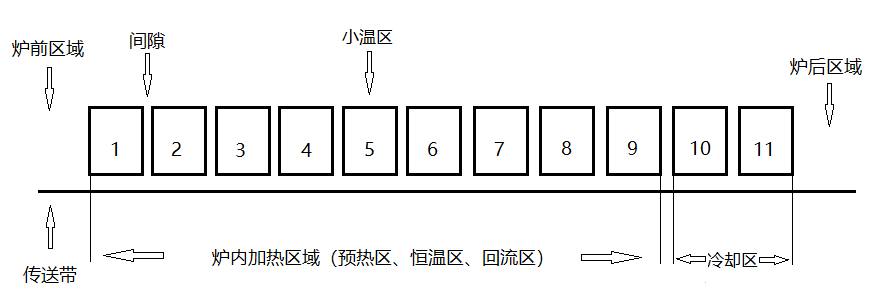 炉前区域
间隙
小温区
炉后区域
1 2 3 4 5 6 7 8 9 10 11
传送带
炉内加热区域（预热区、恒温区、回流区）
冷却区